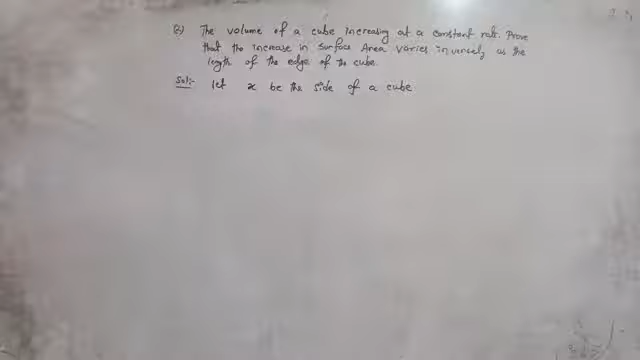 Q) The volume of a cube increasing at a constant rate. Prove
that the increase in surface Area varies inversely as the
length of the edge of the cube.
Sol:- let x be the side of a cube